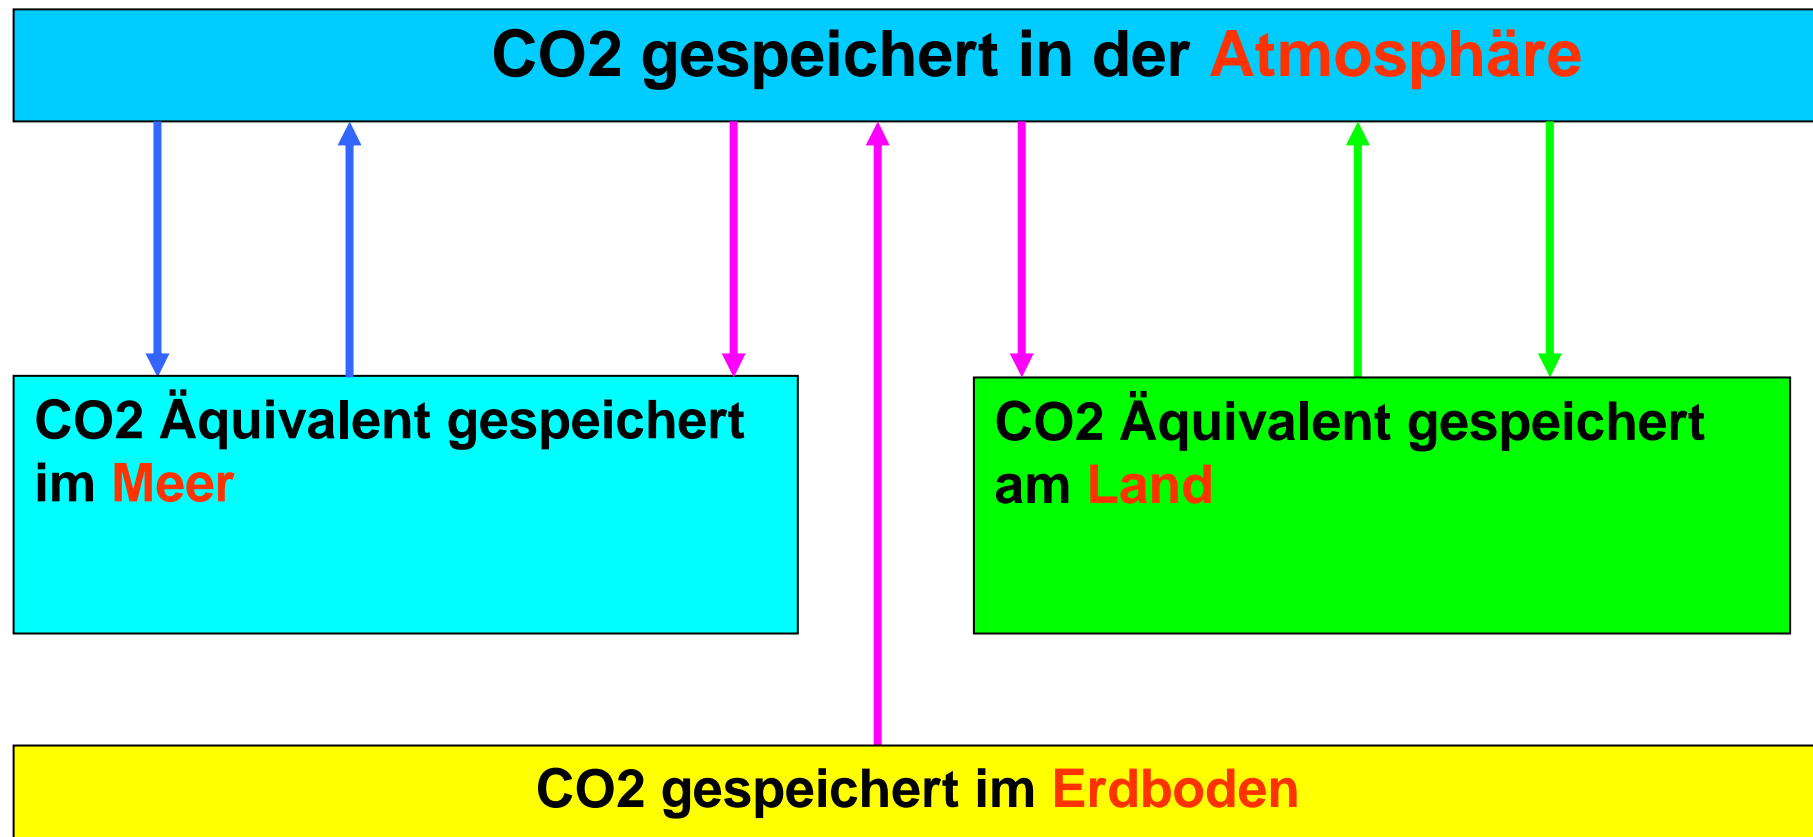 CO2 gespeichert in der Atmosphäre
CO2 Äquivalent gespeichert
im Meer
CO2 Äquivalent gespeichert
am Land
CO2 gespeichert im Erdboden